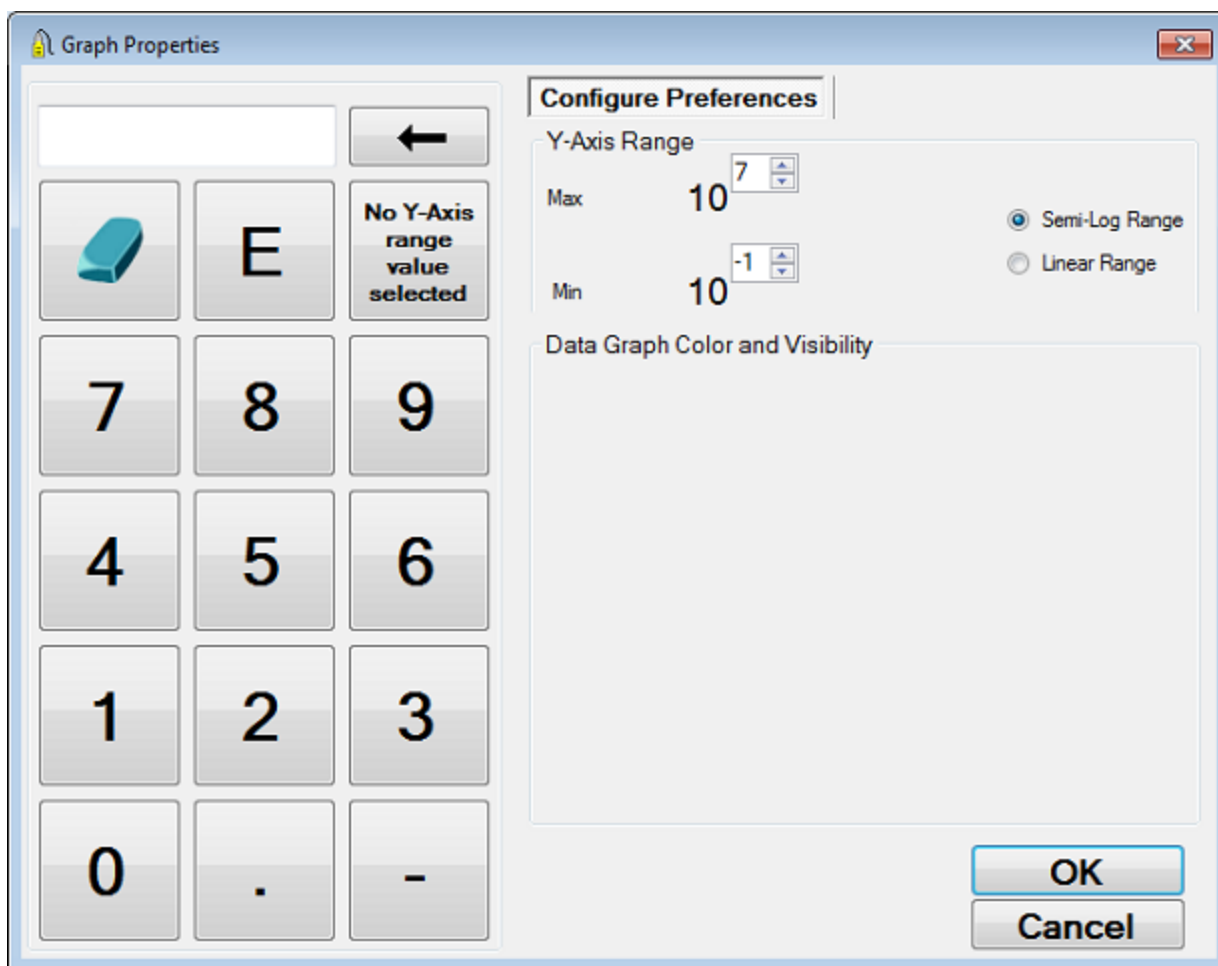 Graph Properties
Configure Preferences
Y-Axis Range
Max 10 7
Min 10 -1
Semi-Log Range
Linear Range
Data Graph Color and Visibility
E
No Y-Axis
range
value
selected
7 8 9
4 5 6
1 2 3
0 . -
OK
Cancel